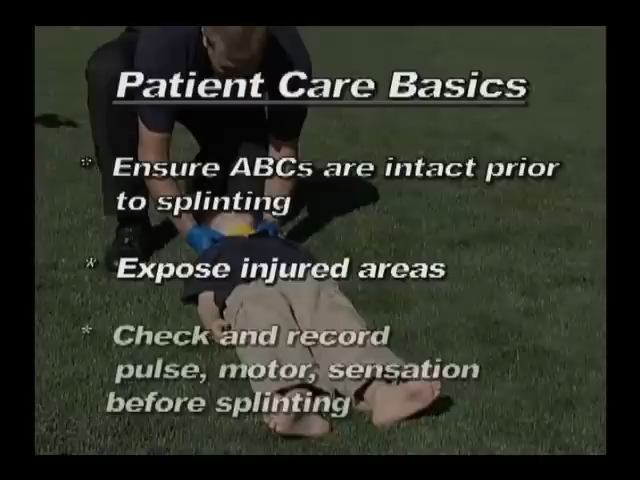 Patient Care Basics
* Ensure ABCs are intact prior
to splinting
* Expose injured areas
* Check and record
pulse, motor, sensation
before splinting